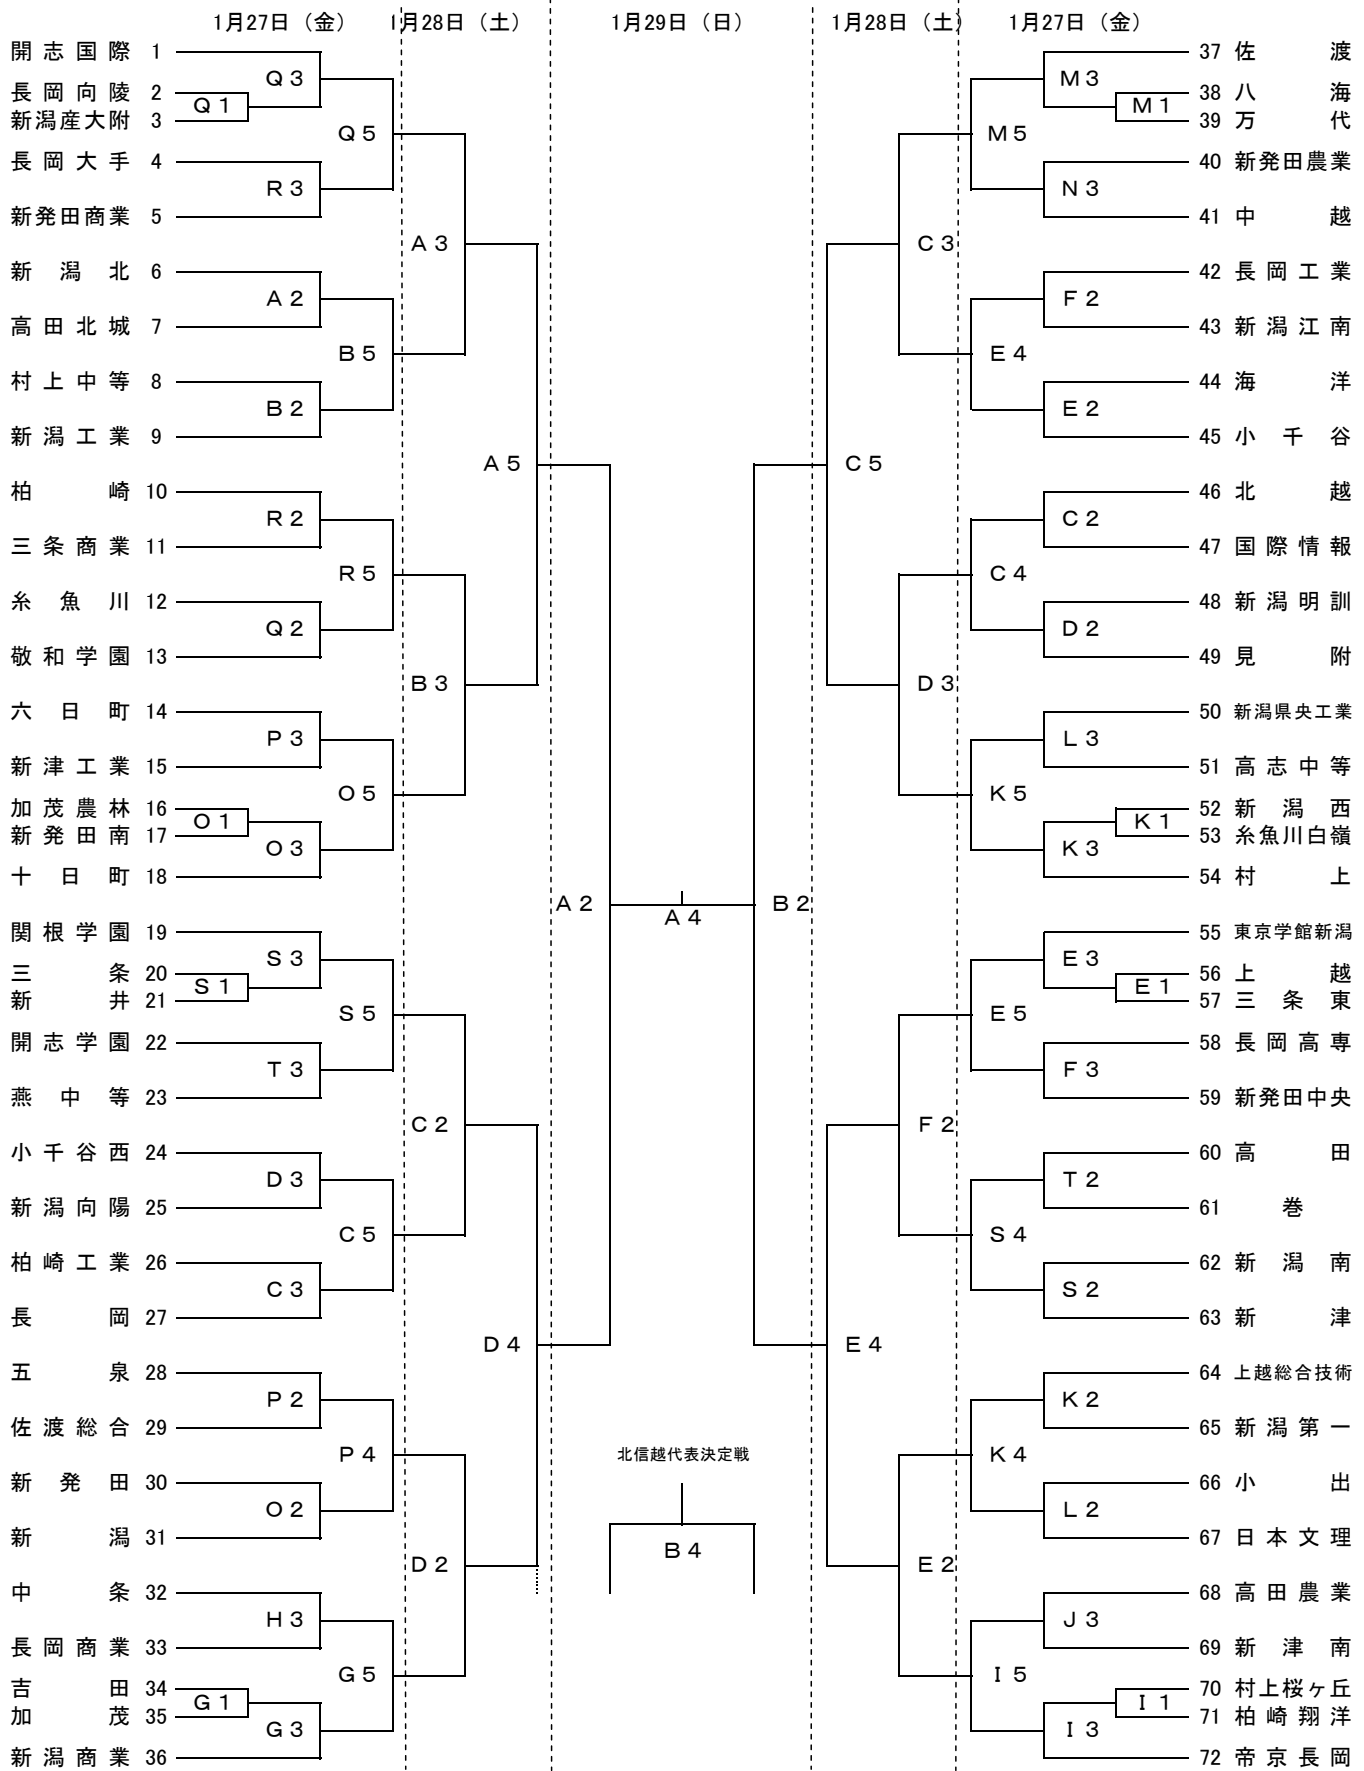 1月27日（金） 1月28日（土） 1月29日（日） 1月28日（土） 1月27日（金）
開志国際 1
Q3
長岡向陵 2
Q1
新潟産大附 3
Q5
長岡大手 4
R3
新発田商業 5
A3
新潟北 6
A2
高田北城 7
B5
村上中等 8
B2
新潟工業 9
A5
柏崎 10
R2
三条商業 11
R5
糸魚川 12
Q2
敬和学園 13
B3
六日町 14
P3
新津工業 15
O5
加茂農林 16
O1
新発田南 17
O3
十日町 18
A2
関根学園 19
S3
三条 20
S1
新井 21
S5
開志学園 22
T3
燕中等 23
C2
小千谷西 24
D3
新潟向陽 25
C5
柏崎工業 26
C3
長岡 27
D4
五泉 28
P2
佐渡総合 29
P4
新発田 30
O2
新潟 31
D2
中条 32
H3
長岡商業 33
G5
吉田 34
G1
加茂 35
G3
新潟商業 36
A4
北信越代表決定戦
B4
37 佐渡
M3
38 八海
M1
39 万代
M5
40 新発田農業
N3
41 中越
C3
42 長岡工業
F2
43 新潟江南
E4
44 海洋
E2
45 小千谷
C5
46 北越
C2
47 国際情報
C4
48 新潟明訓
D2
49 見附
D3
50 新潟県央工業
L3
51 高志中等
K5
52 新潟西
K1
53 糸魚川白嶺
K3
54 村上
B2
55 東京学館新潟
E3
56 上越
E1
57 三条東
E5
58 長岡高専
F3
59 新発田中央
F2
60 高田
T2
61 巻
S4
62 新潟南
S2
63 新津
E4
64 上越総合技術
K2
65 新潟第一
K4
66 小出
L2
67 日本文理
E2
68 高田農業
J3
69 新津南
I5
70 村上桜ヶ丘
I1
71 柏崎翔洋
I3
72 帝京長岡